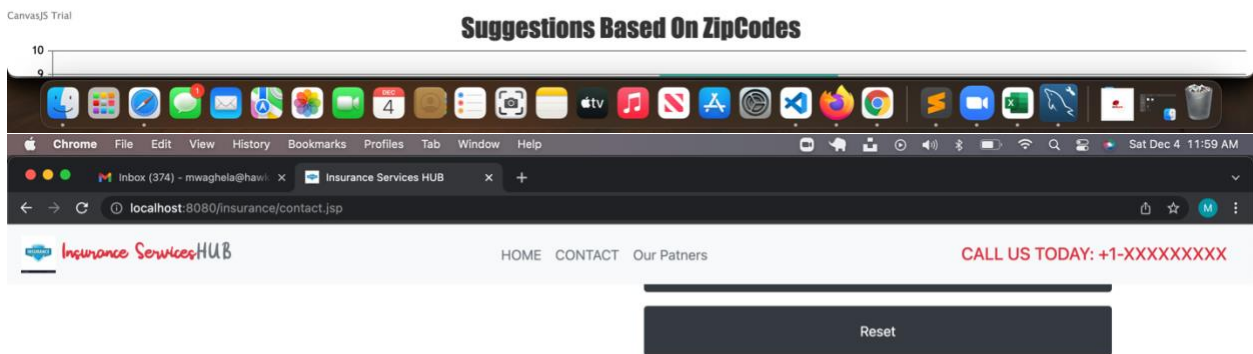 CanvasJS Trial
Suggestions Based On ZipCodes
10
9
DEC
4
1
tv
Chrome File Edit View History Bookmarks Profiles Tab Window Help Sat Dec 4 11:59 AM
Inbox (374) - mwaghela@hawk Insurance Services HUB
localhost:8080/insurance/contact.jsp M
Insurance ServicesHUB HOME CONTACT Our Patners CALL US TODAY: +1-XXXXXXXXX
Reset